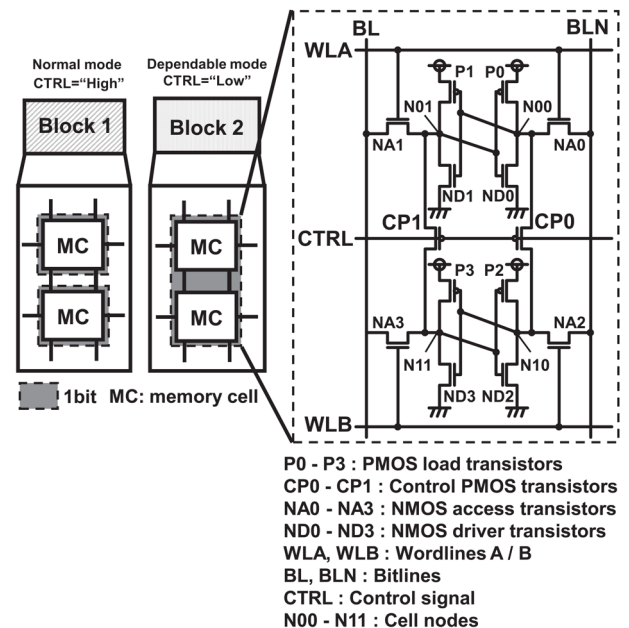 Normal mode
CTRL="High"
Dependable mode
CTRL="Low"
Block 1
Block 2
MC
MC
MC
MC
1bit MC: memory cell
BL
BLN
WLA
P1
P0
N01
N00
NA1
NA0
ND1
ND0
CP1
CP0
CTRL
P3
P2
NA3
NA2
N11
N10
ND3
ND2
WLB
P0 - P3 : PMOS load transistors
CP0 - CP1 : Control PMOS transistors
NA0 - NA3 : NMOS access transistors
ND0 - ND3 : NMOS driver transistors
WLA, WLB : Wordlines A / B
BL, BLN : Bitlines
CTRL : Control signal
N00 - N11 : Cell nodes